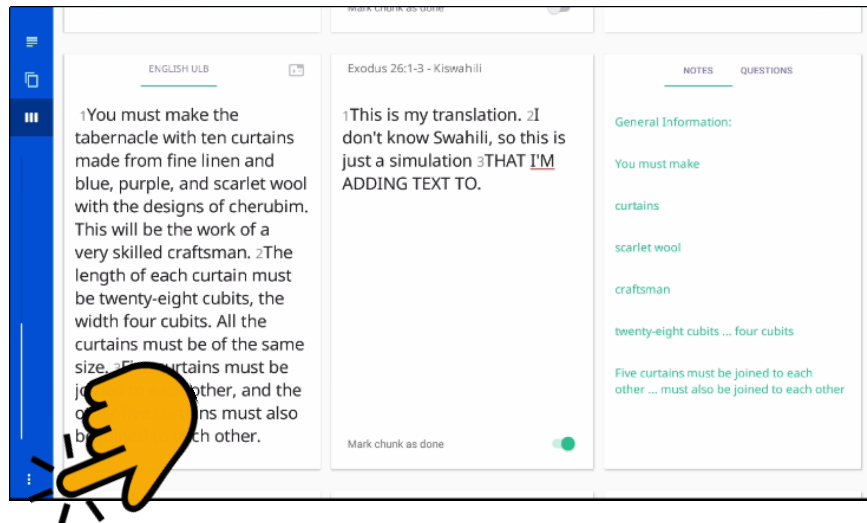 Mark chunk as done
ENGLISH ULB
1You must make the
tabernacle with ten curtains
made from fine linen and
blue, purple, and scarlet wool
with the designs of cherubim.
This will be the work of a
very skilled craftsman. 2The
length of each curtain must
be twenty-eight cubits, the
width four cubits. All the
curtains must be of the same
size. must be
other, and the
must also
other.
Exodus 26:1-3 - Kiswahili
1This is my translation. 2I
don't know Swahili, so this is
just a simulation 3THAT I'M
ADDING TEXT TO.
Mark chunk as done
NOTES QUESTIONS
General Information:
You must make
curtains
scarlet wool
craftsman
twenty-eight cubits ... four cubits
Five curtains must be joined to each
other ... must also be joined to each other